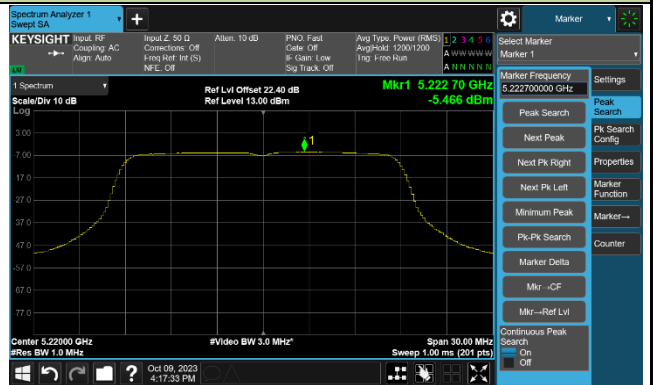 Spectrum Analyzer 1
Swept SA
+
Marker
KEYSIGHT
Input: RF
Coupling: AC
Align: Auto
Input Z: 50 Ω
Corrections: Off
Freq Ref: Int (S)
NFE: Off
Atten: 10 dB
PNO: Fast
Gate: Off
IF Gain: Low
Sig Track: Off
Avg Type: Power (RMS)
Avg|Hold: 1200/1200
Trig: Free Run
1 2 3 4 5 6
A W W W W W
A N N N N N
Select Marker
Marker 1
1 Spectrum
Scale/Div 10 dB
Log
Ref Lvl Offset 22.40 dB
Ref Level 13.00 dBm
Mkr1 5.222 70 GHz
-5.466 dBm
3.00
7.00
17.0
27.0
37.0
47.0
-57.0
67.0
77.0
1
Center 5.22000 GHz
#Res BW 1.0 MHz
#Video BW 3.0 MHz*
Span 30.00 MHz
Sweep 1.00 ms (201 pts)
Marker Frequency
5.222700000 GHz
Peak Search
Next Peak
Next Pk Right
Next Pk Left
Minimum Peak
Pk-Pk Search
Marker Delta
Mkr→CF
Mkr→Ref Lvl
Continuous Peak
Search
On
Off
Settings
Peak
Search
Pk Search
Config
Properties
Marker
Function
Marker→
Counter
?
Oct 09, 2023
4:17:33 PM